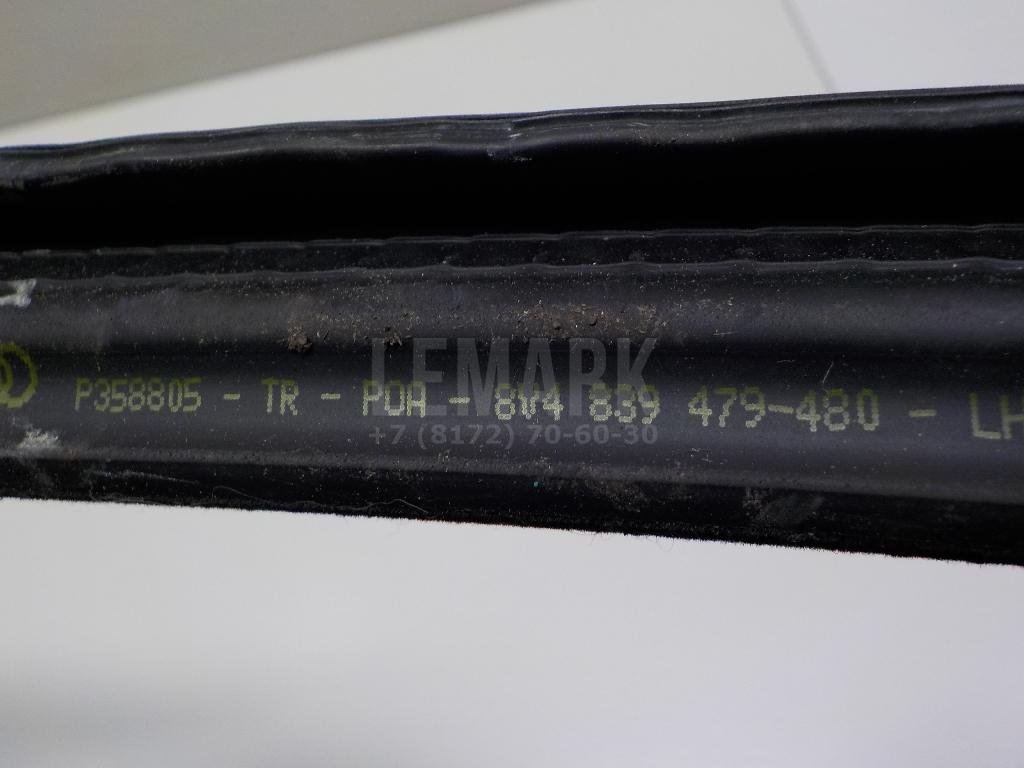 LEMARK
P358805 - TR - POA - 8V4 839 479-480 - LH
+7 (8172) 70-60-30